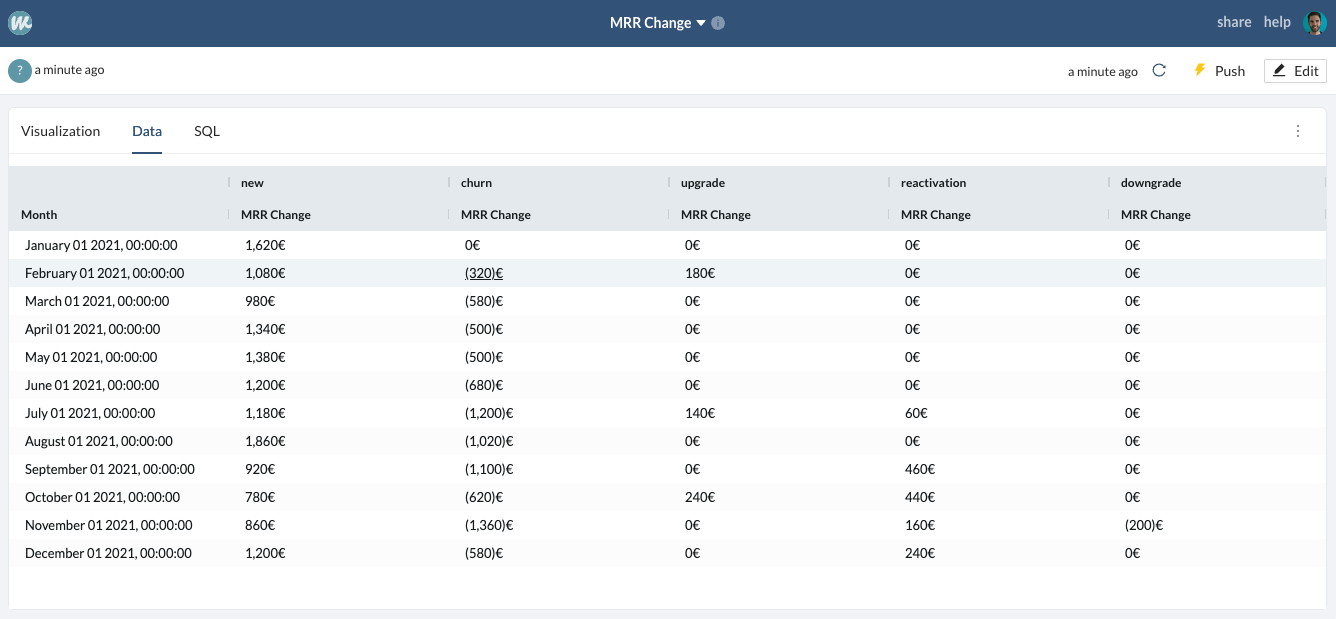 MRR Change
share help
? a minute ago
a minute ago Push Edit
Visualization Data SQL
new churn upgrade reactivation downgrade
Month MRR Change MRR Change MRR Change MRR Change MRR Change
January 01 2021, 00:00:00 1,620€ 0€ 0€ 0€ 0€
February 01 2021, 00:00:00 1,080€ (320)€ 180€ 0€ 0€
March 01 2021, 00:00:00 980€ (580)€ 0€ 0€ 0€
April 01 2021, 00:00:00 1,340€ (500)€ 0€ 0€ 0€
May 01 2021, 00:00:00 1,380€ (500)€ 0€ 0€ 0€
June 01 2021, 00:00:00 1,200€ (680)€ 0€ 0€ 0€
July 01 2021, 00:00:00 1,180€ (1,200)€ 140€ 60€ 0€
August 01 2021, 00:00:00 1,860€ (1,020)€ 0€ 0€ 0€
September 01 2021, 00:00:00 920€ (1,100)€ 0€ 460€ 0€
October 01 2021, 00:00:00 780€ (620)€ 240€ 440€ 0€
November 01 2021, 00:00:00 860€ (1,360)€ 0€ 160€ (200)€
December 01 2021, 00:00:00 1,200€ (580)€ 0€ 240€ 0€